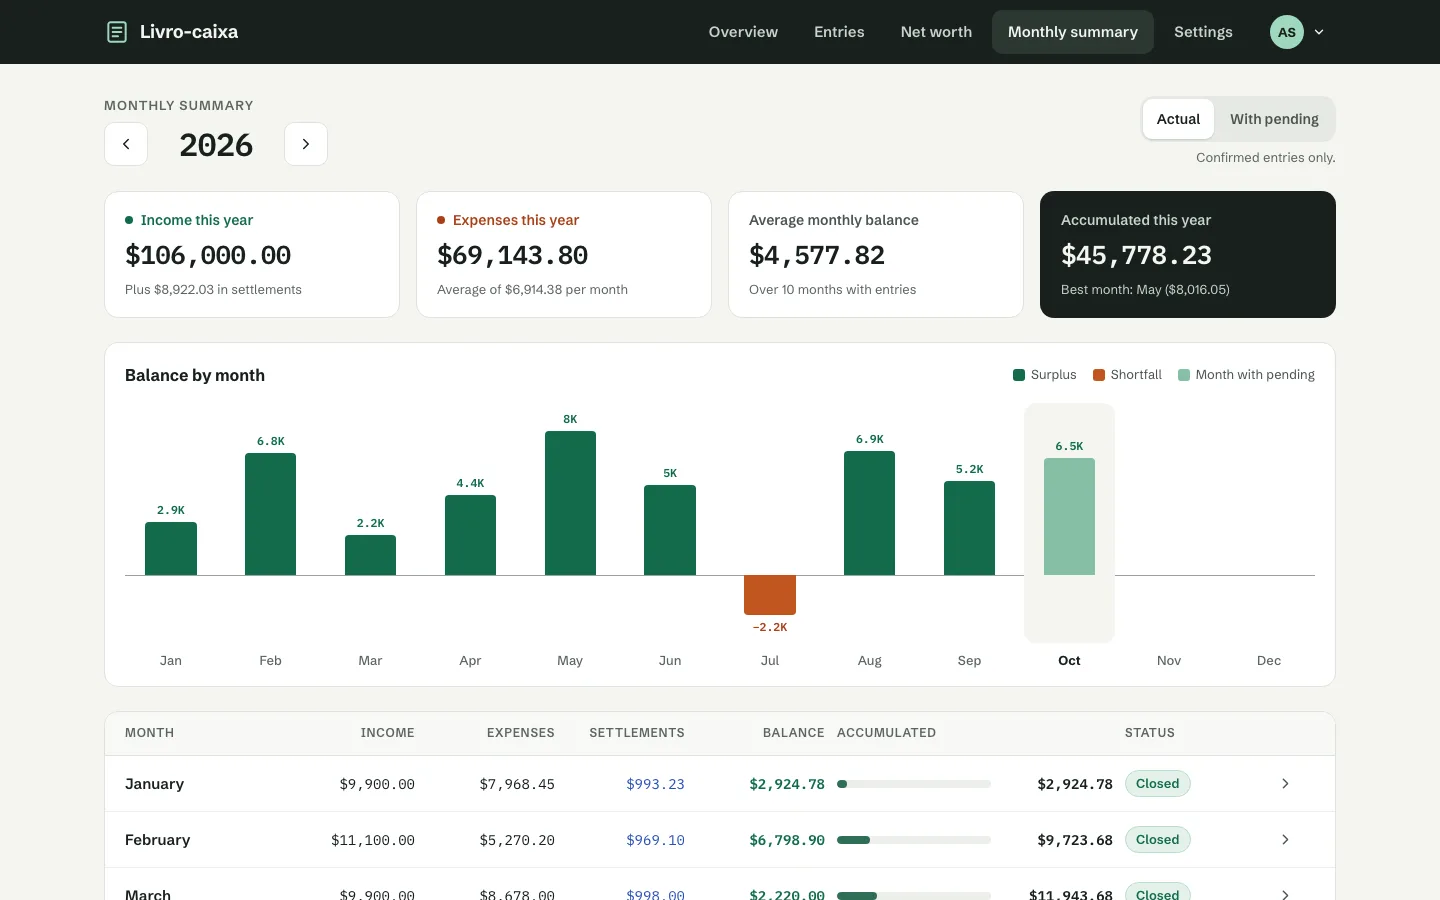 Livro-caixa
Overview
Entries
Net worth
Monthly summary
Settings
AS
MONTHLY SUMMARY
2026
Actual
With pending
Confirmed entries only.
Income this year
$106,000.00
Plus $8,922.03 in settlements
Expenses this year
$69,143.80
Average of $6,914.38 per month
Average monthly balance
$4,577.82
Over 10 months with entries
Accumulated this year
$45,778.23
Best month: May ($8,016.05)
Balance by month
Surplus
Shortfall
Month with pending
2.9K
6.8K
2.2K
4.4K
8K
5K
−2.2K
6.9K
5.2K
6.5K
Jan
Feb
Mar
Apr
May
Jun
Jul
Aug
Sep
Oct
Nov
Dec
MONTH INCOME EXPENSES SETTLEMENTS BALANCE ACCUMULATED STATUS
January $9,900.00 $7,968.45 $993.23 $2,924.78 $2,924.78 Closed
February $11,100.00 $5,270.20 $969.10 $6,798.90 $9,723.68 Closed
March $9,900.00 $8,678.00 $998.00 $2,220.00 $11,943.68 Closed